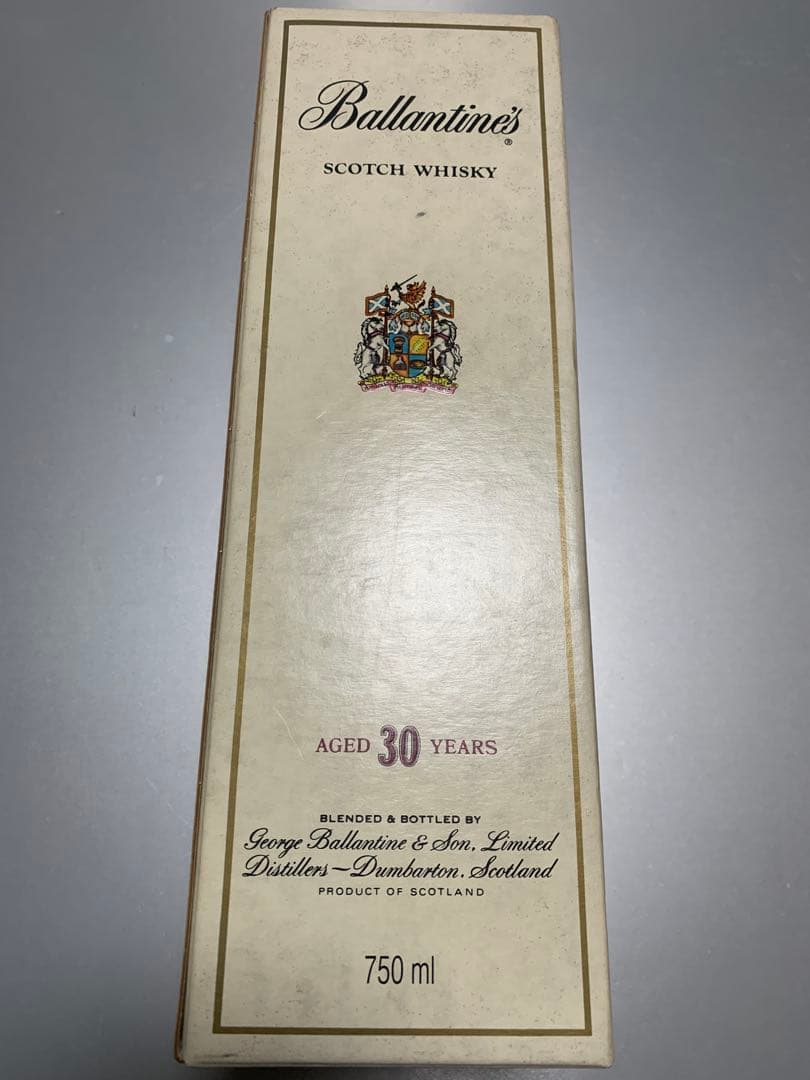 Ballantine's
®
SCOTCH WHISKY
AGED 30 YEARS
BLENDED & BOTTLED BY
George Ballantine & Son, Limited
Distillers—Dumbarton, Scotland
PRODUCT OF SCOTLAND
750 ml